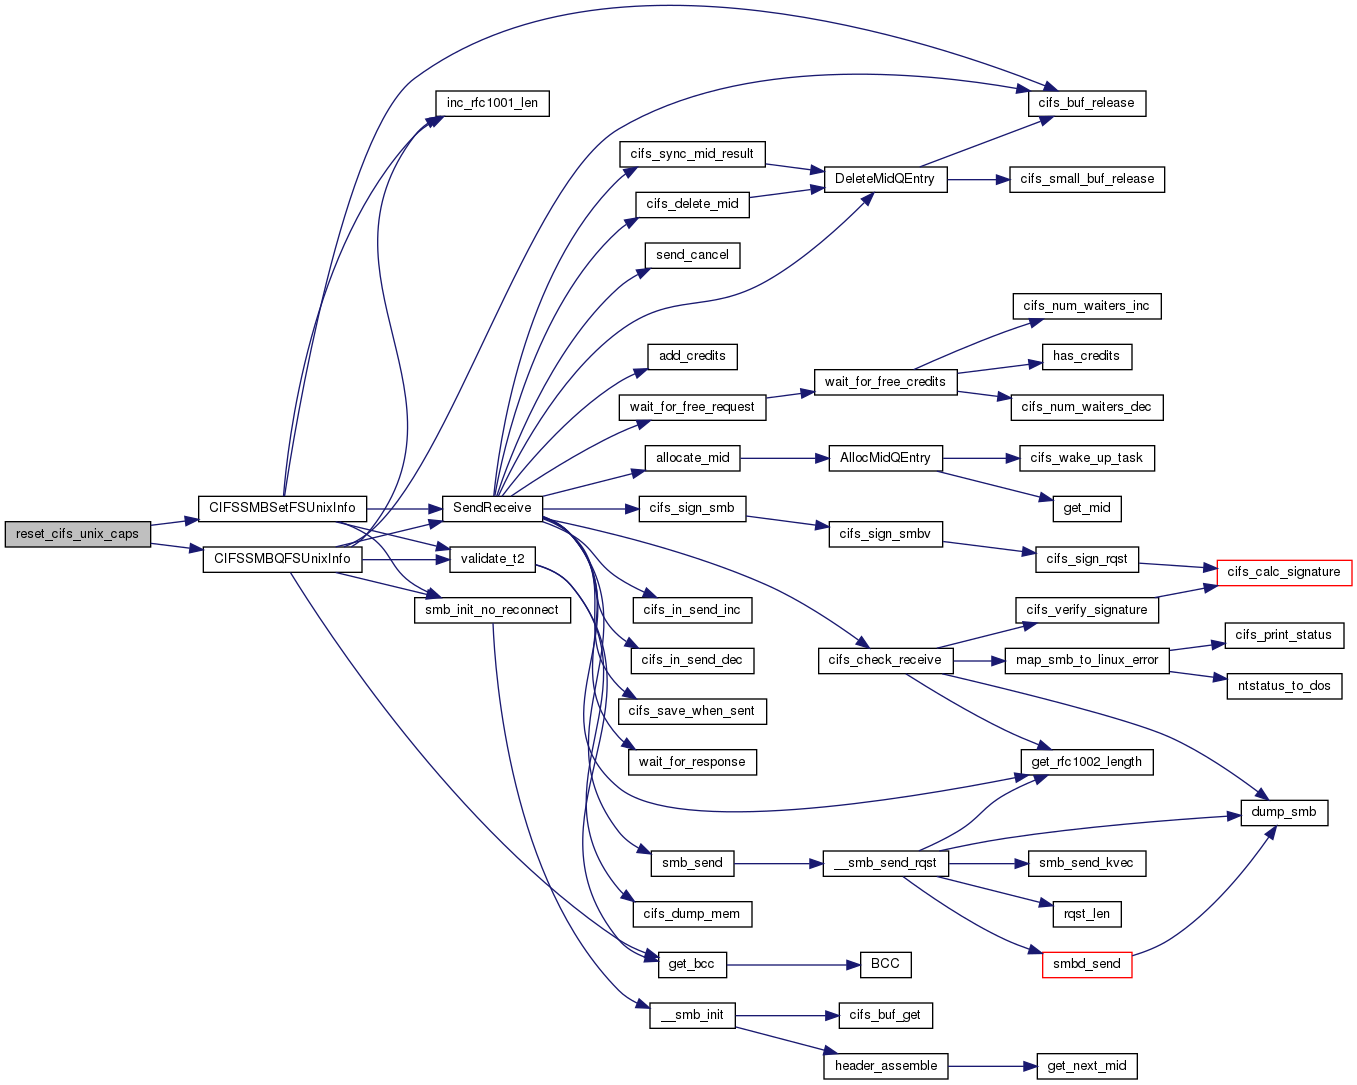 cifs_buf_release
inc_rfc1001_len
cifs_sync_mid_result
DeleteMidQEntry
cifs_small_buf_release
cifs_delete_mid
send_cancel
cifs_num_waiters_inc
add_credits
has_credits
wait_for_free_credits
wait_for_free_request
cifs_num_waiters_dec
allocate_mid
AllocMidQEntry
cifs_wake_up_task
CIFSSMBSetFSUnixInfo
SendReceive
cifs_sign_smb
get_mid
reset_cifs_unix_caps
cifs_sign_smbv
CIFSSMBQFSUnixInfo
validate_t2
cifs_sign_rqst
cifs_calc_signature
smb_init_no_reconnect
cifs_in_send_inc
cifs_verify_signature
cifs_print_status
cifs_in_send_dec
cifs_check_receive
map_smb_to_linux_error
ntstatus_to_dos
cifs_save_when_sent
wait_for_response
get_rfc1002_length
dump_smb
smb_send
__smb_send_rqst
smb_send_kvec
cifs_dump_mem
rqst_len
get_bcc
BCC
smbd_send
__smb_init
cifs_buf_get
header_assemble
get_next_mid